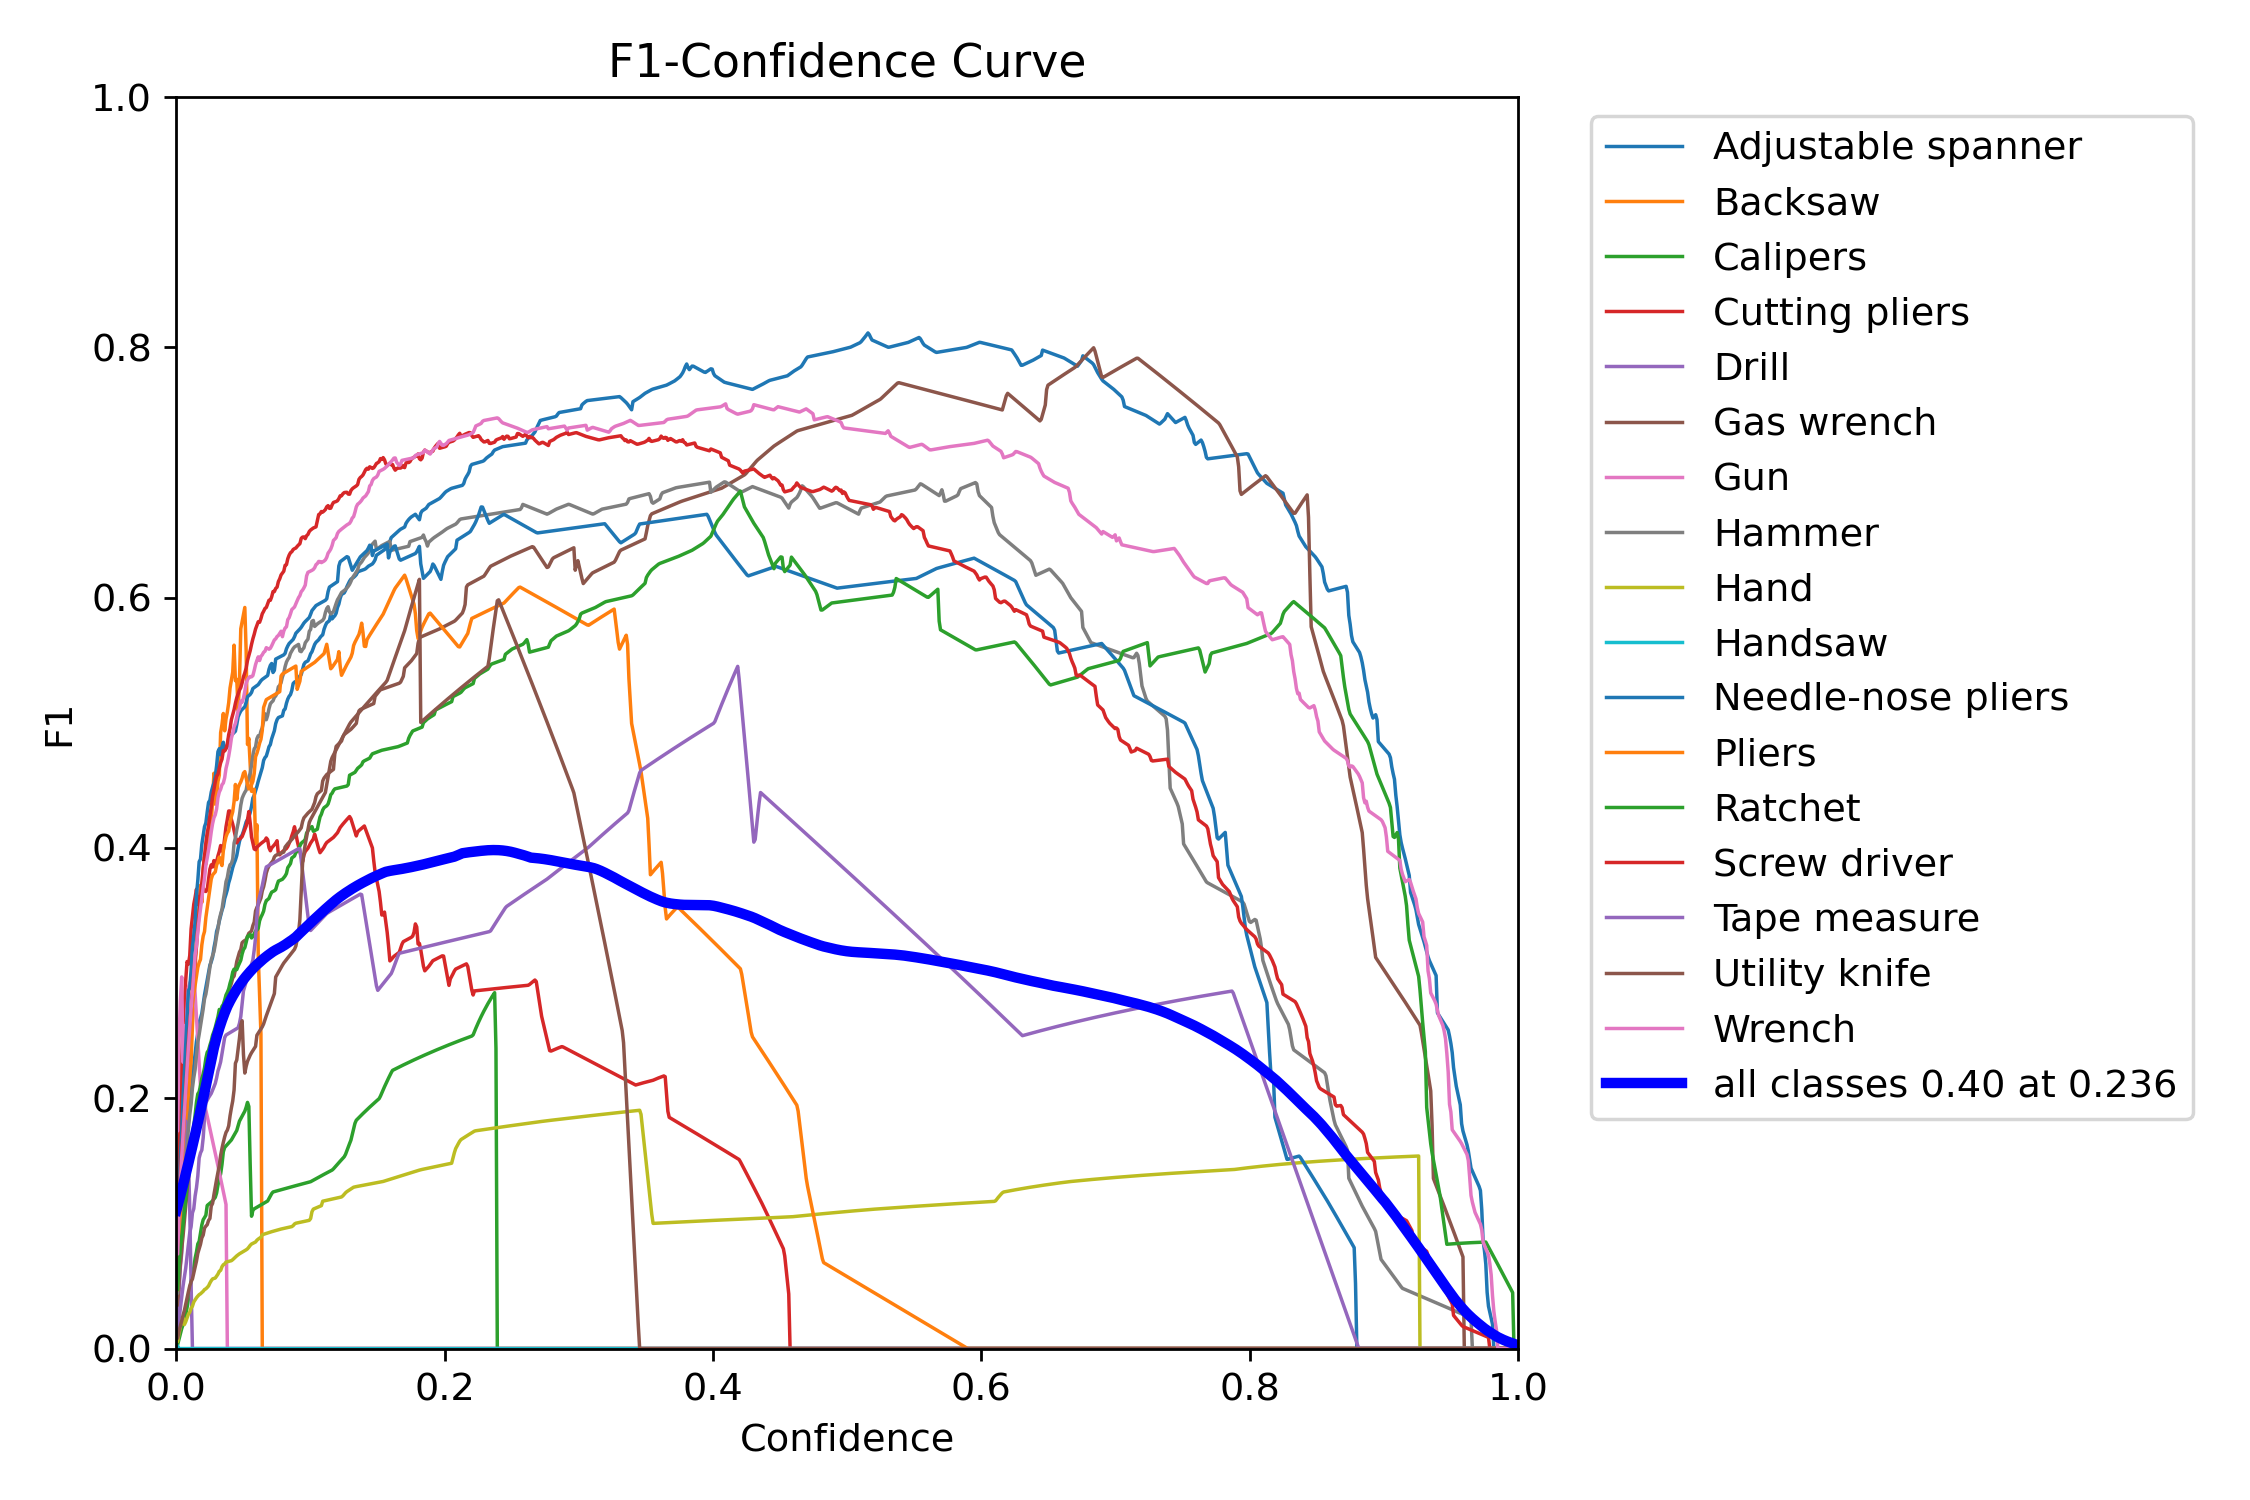 F1-Confidence Curve
1.0
0.8
0.6
0.4
0.2
0.0
F1
0.0 0.2 0.4 0.6 0.8 1.0
Confidence
Adjustable spanner
Backsaw
Calipers
Cutting pliers
Drill
Gas wrench
Gun
Hammer
Hand
Handsaw
Needle-nose pliers
Pliers
Ratchet
Screw driver
Tape measure
Utility knife
Wrench
all classes 0.40 at 0.236